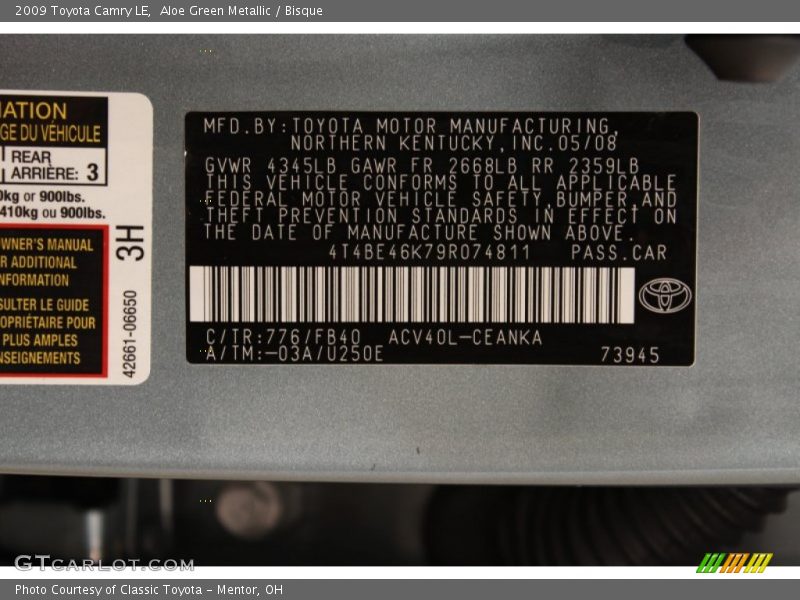 2009 Toyota Camry LE, Aloe Green Metallic / Bisque
MATION
GE DU VÉHICULE
REAR
ARRIÈRE: 3
0kg or 900lbs.
410kg ou 900lbs.
OWNER'S MANUAL
R ADDITIONAL
NFORMATION
SULTER LE GUIDE
OPRIÉTAIRE POUR
PLUS AMPLES
NSEIGNEMENTS
3H
42661-06650
MFD.BY:TOYOTA MOTOR MANUFACTURING,
NORTHERN KENTUCKY,INC.05/08
GVWR 4345LB GAWR FR 2668LB RR 2359LB
THIS VEHICLE CONFORMS TO ALL APPLICABLE
FEDERAL MOTOR VEHICLE SAFETY,BUMPER,AND
THEFT PREVENTION STANDARDS IN EFFECT ON
THE DATE OF MANUFACTURE SHOWN ABOVE.
4T4BE46K79R074811 PASS.CAR
C/TR:776/FB40 ACV40L-CEANKA
A/TM:-03A/U250E 73945
GTCARLOT.COM
Photo Courtesy of Classic Toyota - Mentor, OH